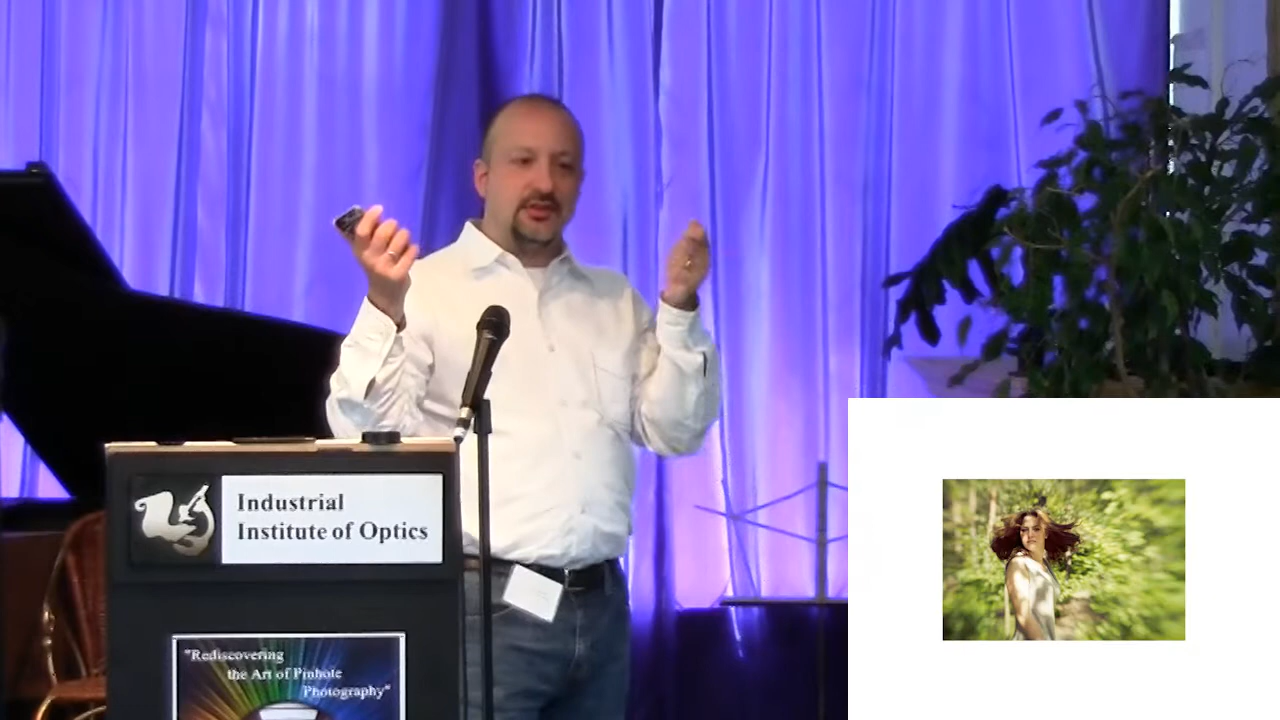 Industrial
Institute of Optics
"Rediscovering
the Art of Pinhole
Photography"